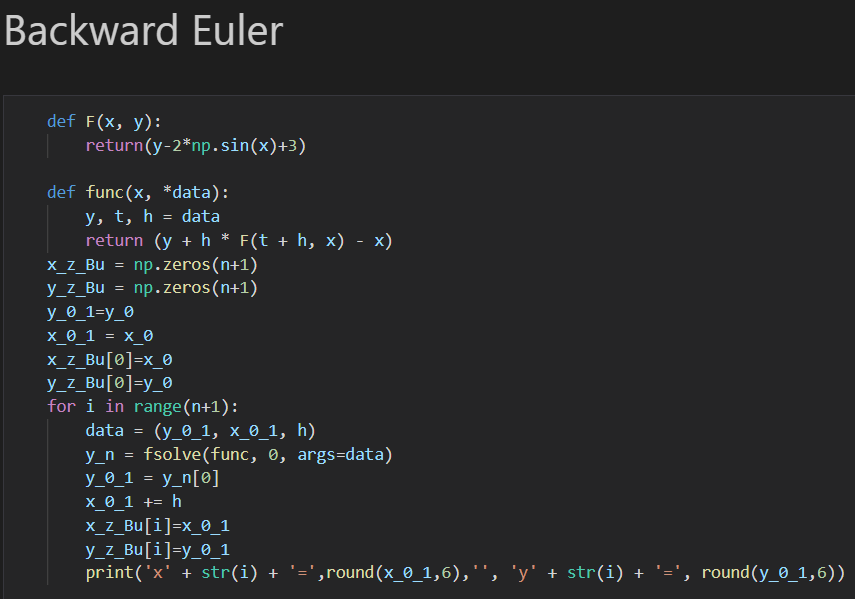 Backward Euler
def F(x, y):
    return(y-2*np.sin(x)+3)
def func(x, *data):
    y, t, h = data
    return (y + h * F(t + h, x) - x)
x_z_Bu = np.zeros(n+1)
y_z_Bu = np.zeros(n+1)
y_0_1=y_0
x_0_1 = x_0
x_z_Bu[0]=x_0
y_z_Bu[0]=y_0
for i in range(n+1):
    data = (y_0_1, x_0_1, h)
    y_n = fsolve(func, 0, args=data)
    y_0_1 = y_n[0]
    x_0_1 += h
    x_z_Bu[i]=x_0_1
    y_z_Bu[i]=y_0_1
    print('x' + str(i) + '=',round(x_0_1,6),'', 'y' + str(i) + '=', round(y_0_1,6))